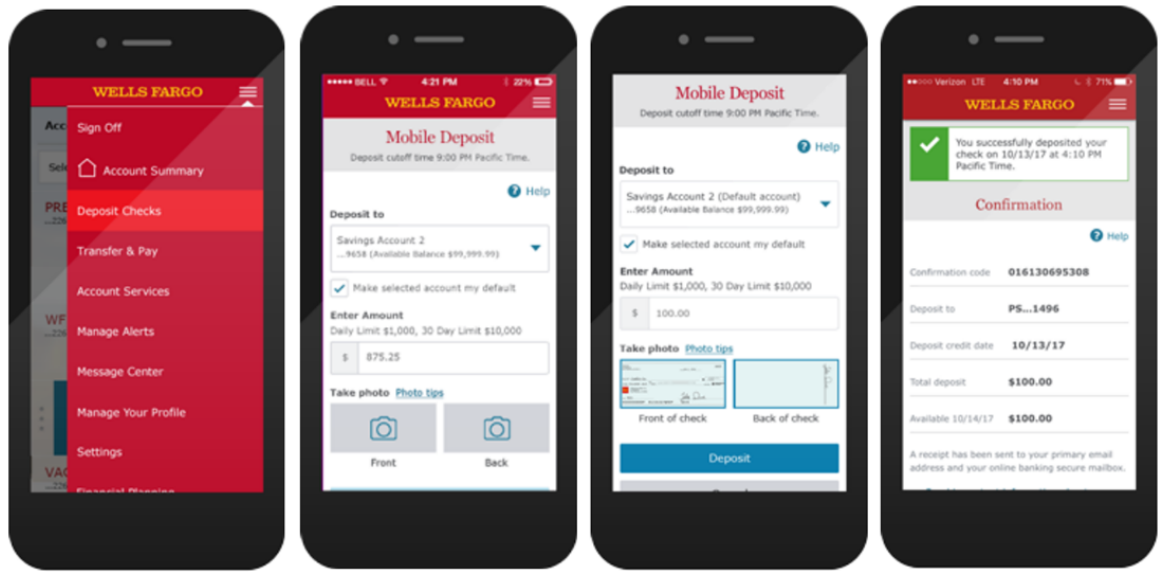 WELLS FARGO
Acc
Sign Off
Sele
Account Summary
PRE
Deposit Checks
Transfer & Pay
Account Services
WF
Manage Alerts
Message Center
Manage Your Profile
Settings
VAC
Financial Planning
BELL 4:21 PM 22%
WELLS FARGO
Mobile Deposit
Deposit cutoff time 9:00 PM Pacific Time.
Help
Deposit to
Savings Account 2
...9658 (Available Balance $99,999.99)
Make selected account my default
Enter Amount
Daily Limit $1,000, 30 Day Limit $10,000
$ 875.25
Take photo Photo tips
Front Back
Mobile Deposit
Deposit cutoff time 9:00 PM Pacific Time.
Help
Deposit to
Savings Account 2 (Default account)
...9658 (Available Balance $99,999.99)
Make selected account my default
Enter Amount
Daily Limit $1,000, 30 Day Limit $10,000
$ 100.00
Take photo Photo tips
Front of check Back of check
Deposit
Verizon LTE 4:10 PM 71%
WELLS FARGO
You successfully deposited your
check on 10/13/17 at 4:10 PM
Pacific Time.
Confirmation
Help
Confirmation code 016130695308
Deposit to PS...1496
Deposit credit date 10/13/17
Total deposit $100.00
Available 10/14/17 $100.00
A receipt has been sent to your primary email
address and your online banking secure mailbox.